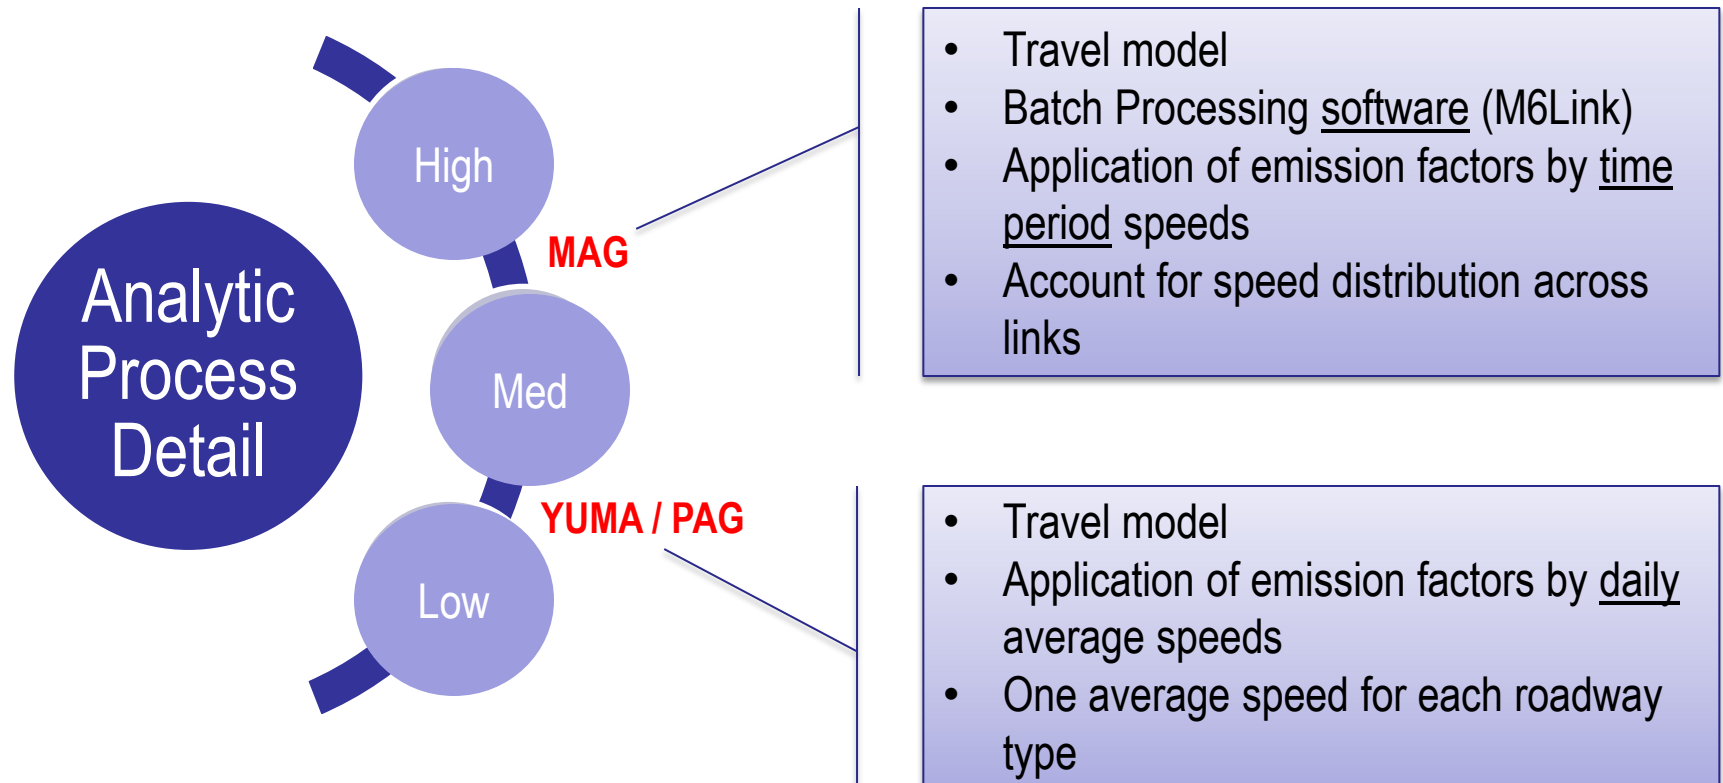 Analytic
Process
Detail
High
MAG
Med
YUMA / PAG
Low
• Travel model
• Batch Processing software (M6Link)
• Application of emission factors by time
period speeds
• Account for speed distribution across
links
• Travel model
• Application of emission factors by daily
average speeds
• One average speed for each roadway
type